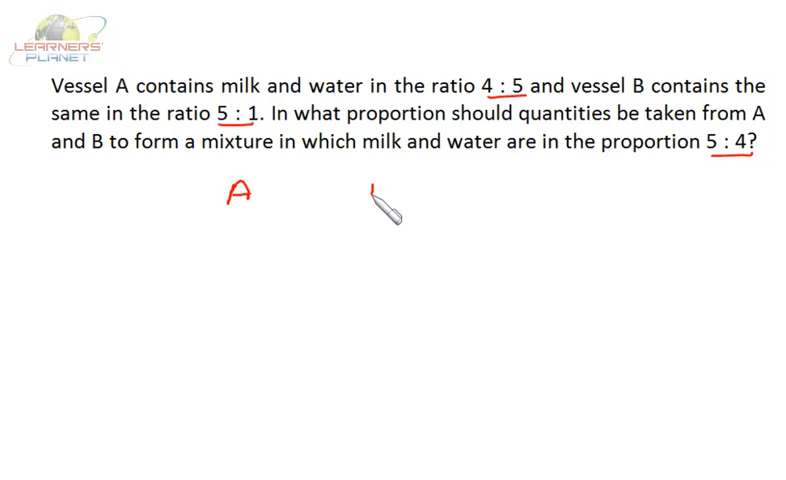 LEARNERS'
PLANET
Vessel A contains milk and water in the ratio 4 : 5 and vessel B contains the
same in the ratio 5 : 1. In what proportion should quantities be taken from A
and B to form a mixture in which milk and water are in the proportion 5 : 4?
A